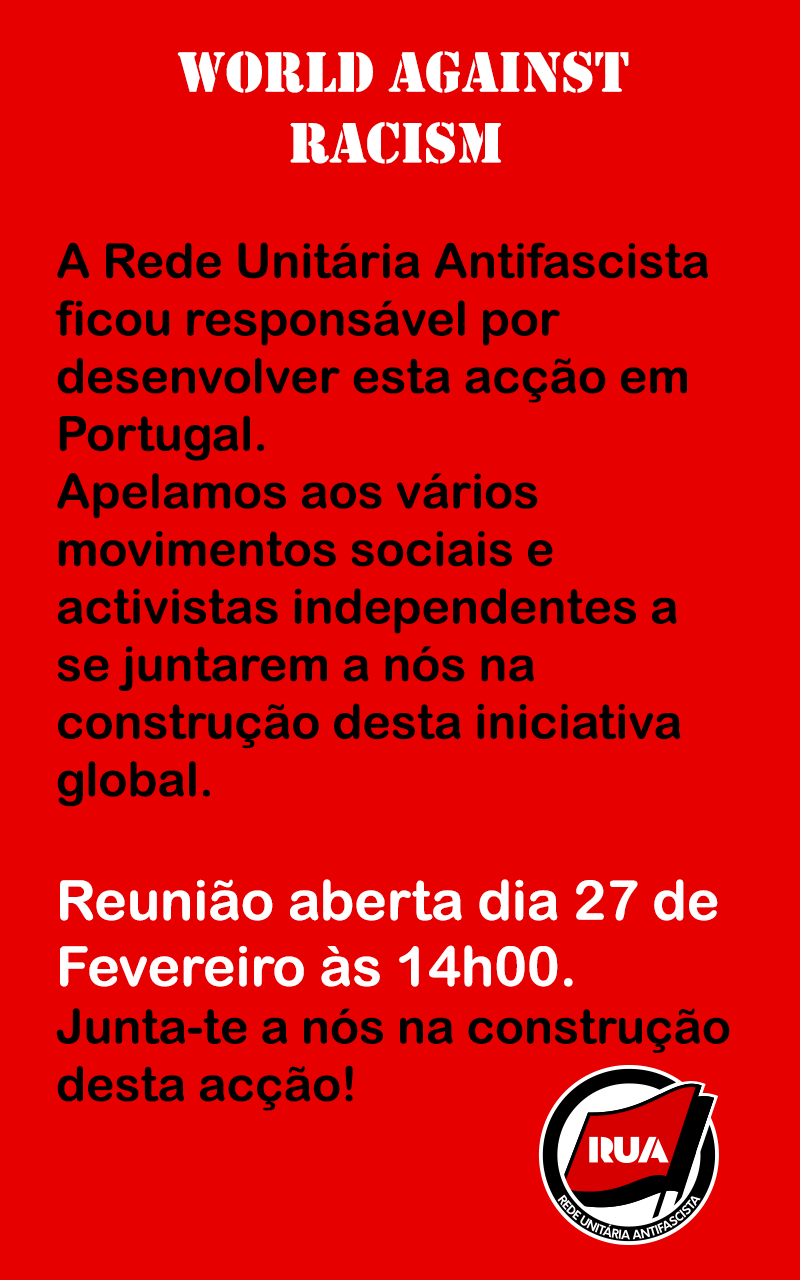 WORLD AGAINST
RACISM
A Rede Unitária Antifascista
ficou responsável por
desenvolver esta acção em
Portugal.
Apelamos aos vários
movimentos sociais e
activistas independentes a
se juntarem a nós na
construção desta iniciativa
global.
Reunião aberta dia 27 de
Fevereiro às 14h00.
Junta-te a nós na construção
desta acção!
RUA
REDE UNITÁRIA ANTIFASCISTA